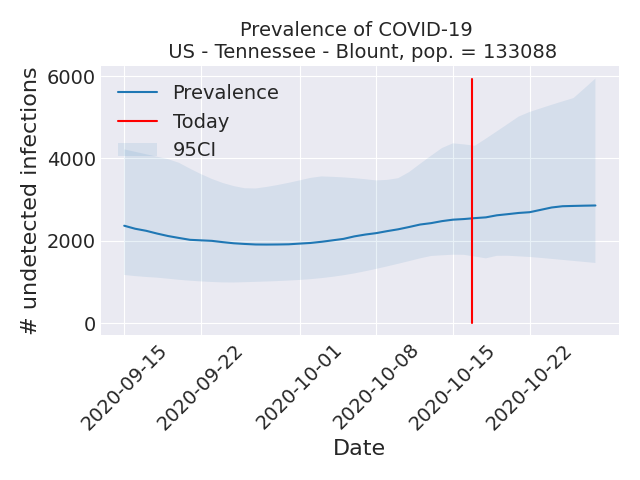 Prevalence of COVID-19
US - Tennessee - Blount, pop. = 133088
# undetected infections
6000
4000
2000
0
Prevalence
Today
95CI
2020-09-15
2020-09-22
2020-10-01
2020-10-08
2020-10-15
2020-10-22
Date